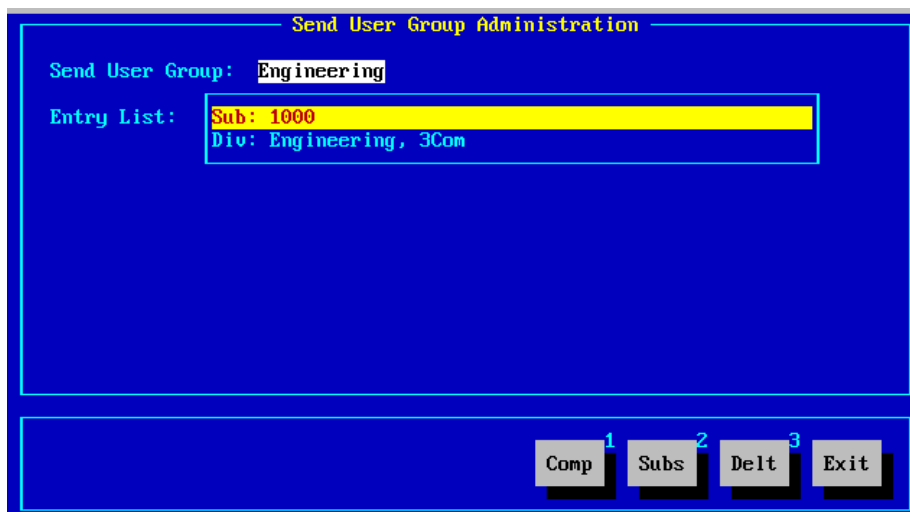 Send User Group Administration
Send User Group: Engineering
Entry List: Sub: 1000
Div: Engineering, 3Com
1 2 3
Comp Subs Delt Exit